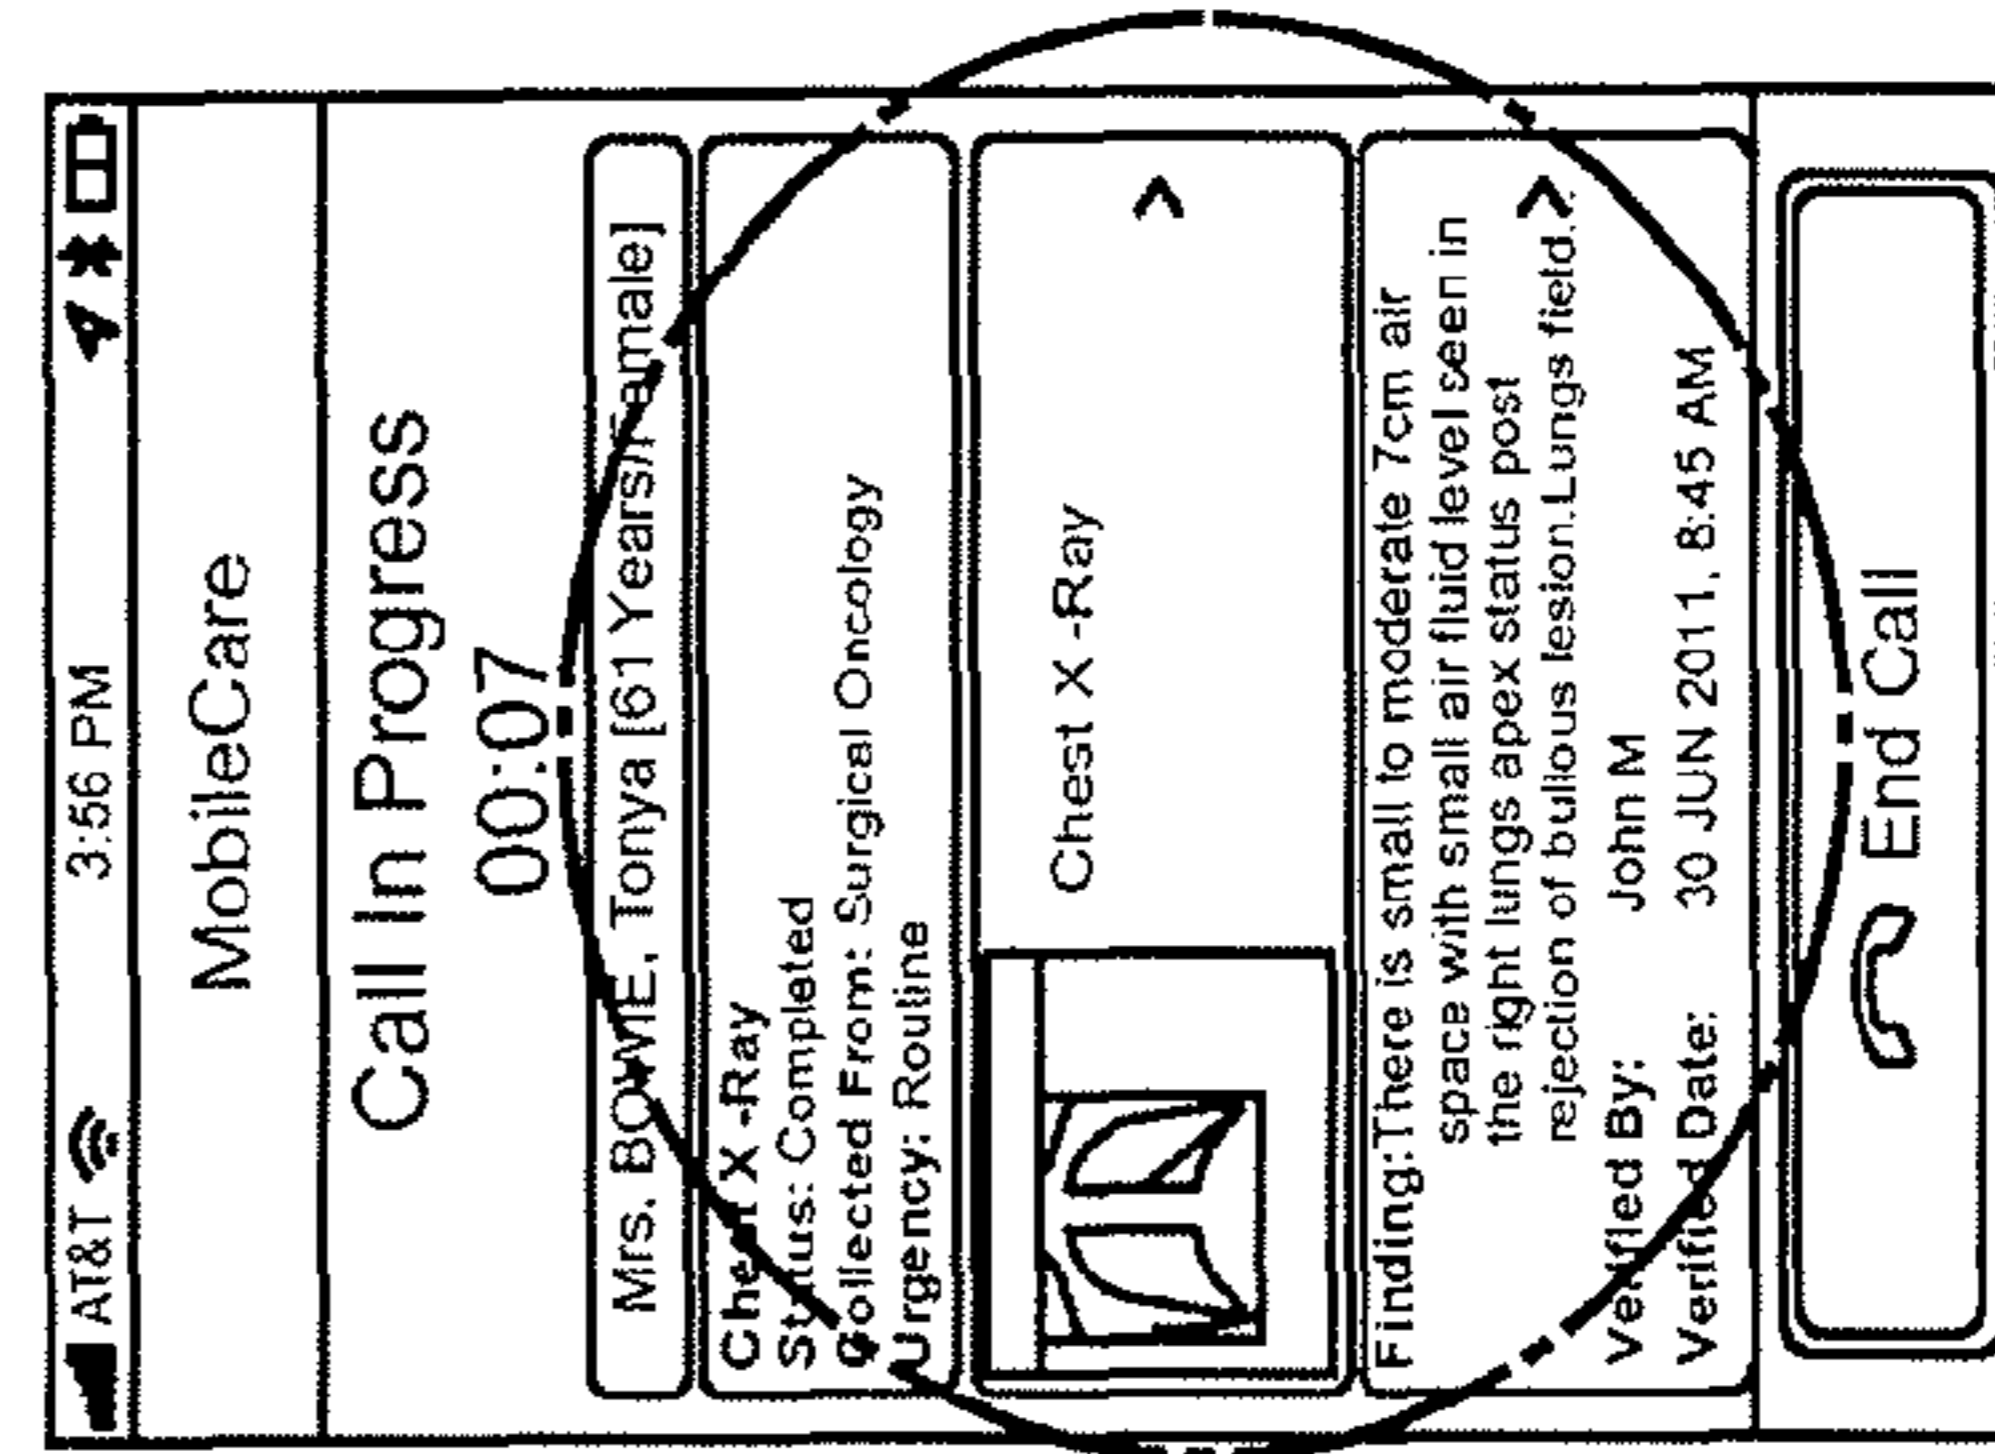 AT&T 3:56 PM
MobileCare
Call In Progress
00:07
Mrs. BOWIE, Tonya [61 Years/Famale]
Chest X-Ray
Status: Completed
Collected From: Surgical Oncology
Urgency: Routine
Chest X-Ray >
Finding:There is small to moderate 7cm air
space with small air fluid level seen in
the right lungs apex status post
rejection of bullous lesion.Lungs field.. >
Verified By: John M
Verified Date: 30 JUN 2011, 8:45 AM
End Call